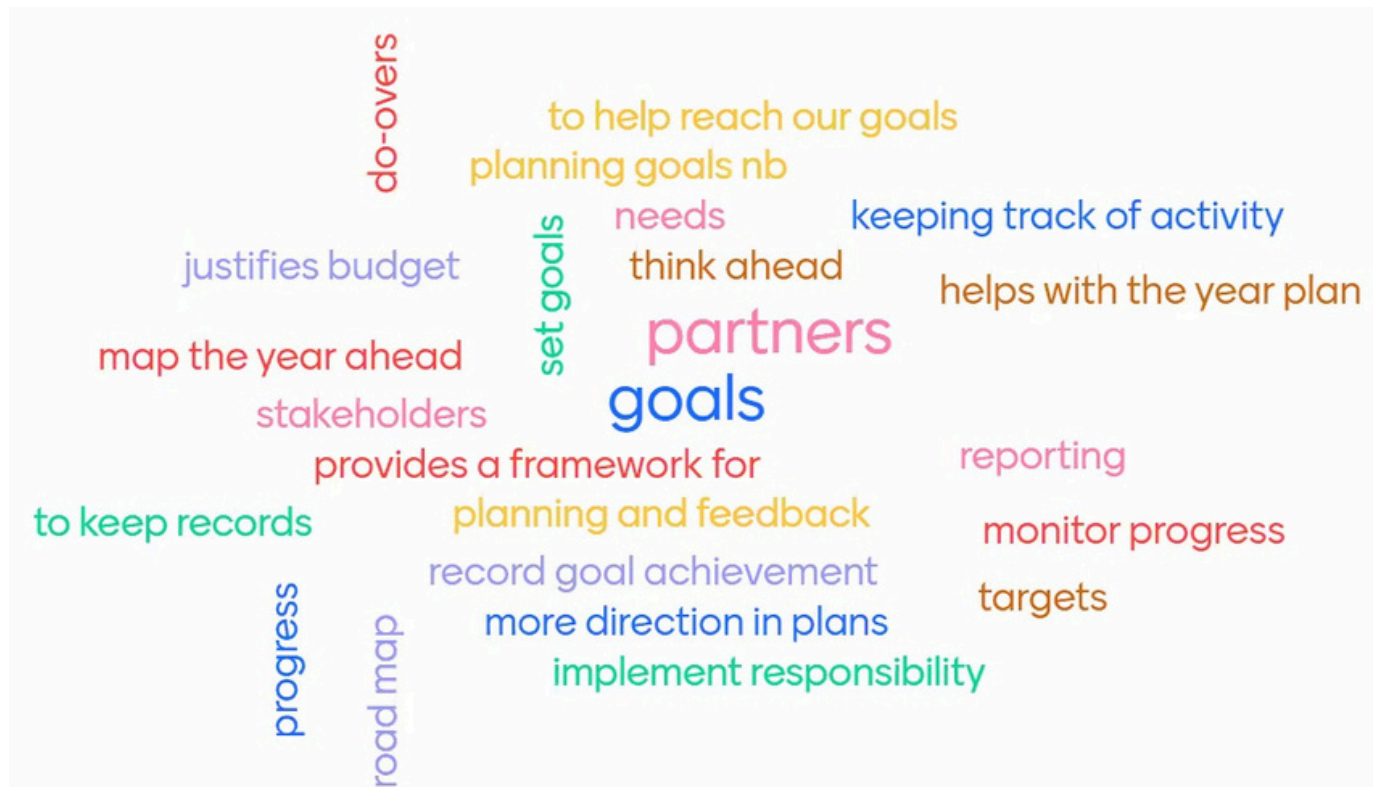 do-overs
to help reach our goals
planning goals nb
needs
keeping track of activity
set goals
justifies budget
think ahead
helps with the year plan
partners
map the year ahead
goals
stakeholders
provides a framework for
reporting
planning and feedback
to keep records
monitor progress
record goal achievement
targets
progress
road map
more direction in plans
implement responsibility